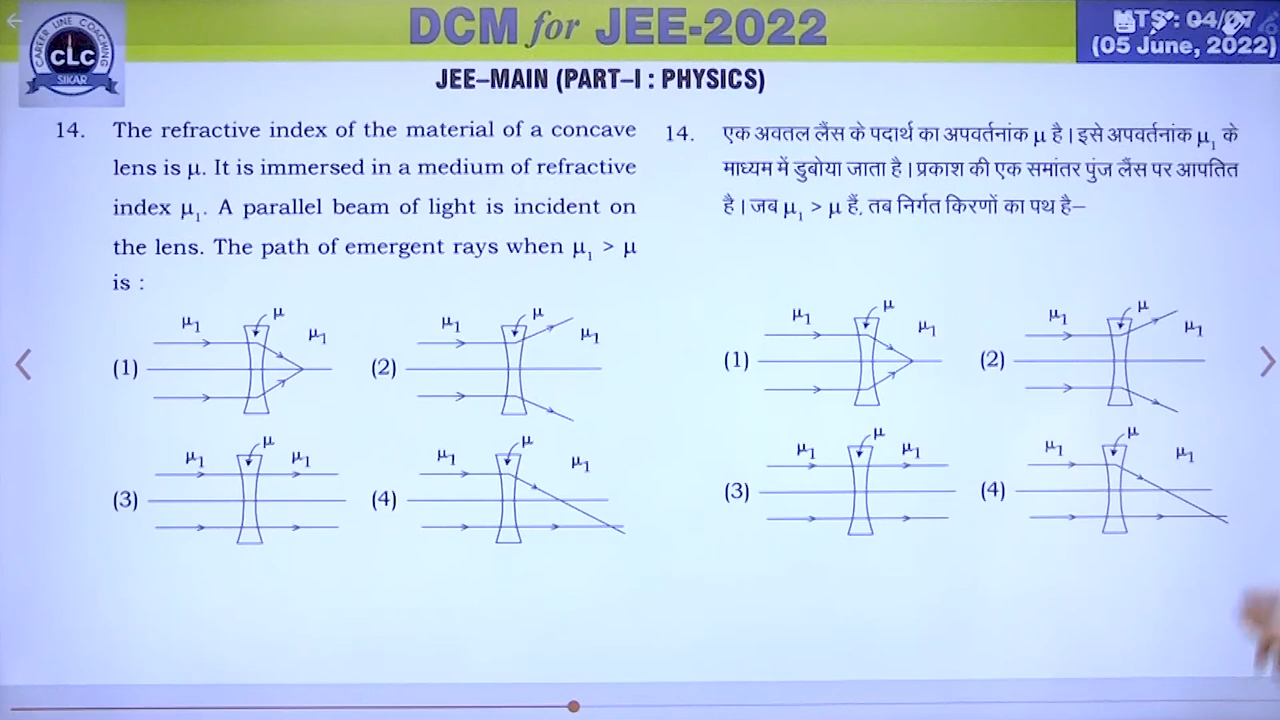 DCM for JEE-2022
MTS : 04/07
(05 June, 2022)
CAREER LINE COACHING
CLC
SIKAR
JEE–MAIN (PART–I : PHYSICS)
14. The refractive index of the material of a concave
lens is μ. It is immersed in a medium of refractive
index μ₁. A parallel beam of light is incident on
the lens. The path of emergent rays when μ₁ > μ
is :
μ₁ μ μ₁
(1)
μ₁ μ μ₁
(2)
μ₁ μ μ₁
(3)
μ₁ μ μ₁
(4)
14. एक अवतल लैंस के पदार्थ का अपवर्तनांक μ है। इसे अपवर्तनांक μ₁ के
माध्यम में डुबोया जाता है। प्रकाश की एक समांतर पुंज लैंस पर आपतित
है। जब μ₁ > μ हैं, तब निर्गत किरणों का पथ है–
μ₁ μ μ₁
(1)
μ₁ μ μ₁
(2)
μ₁ μ μ₁
(3)
μ₁ μ μ₁
(4)